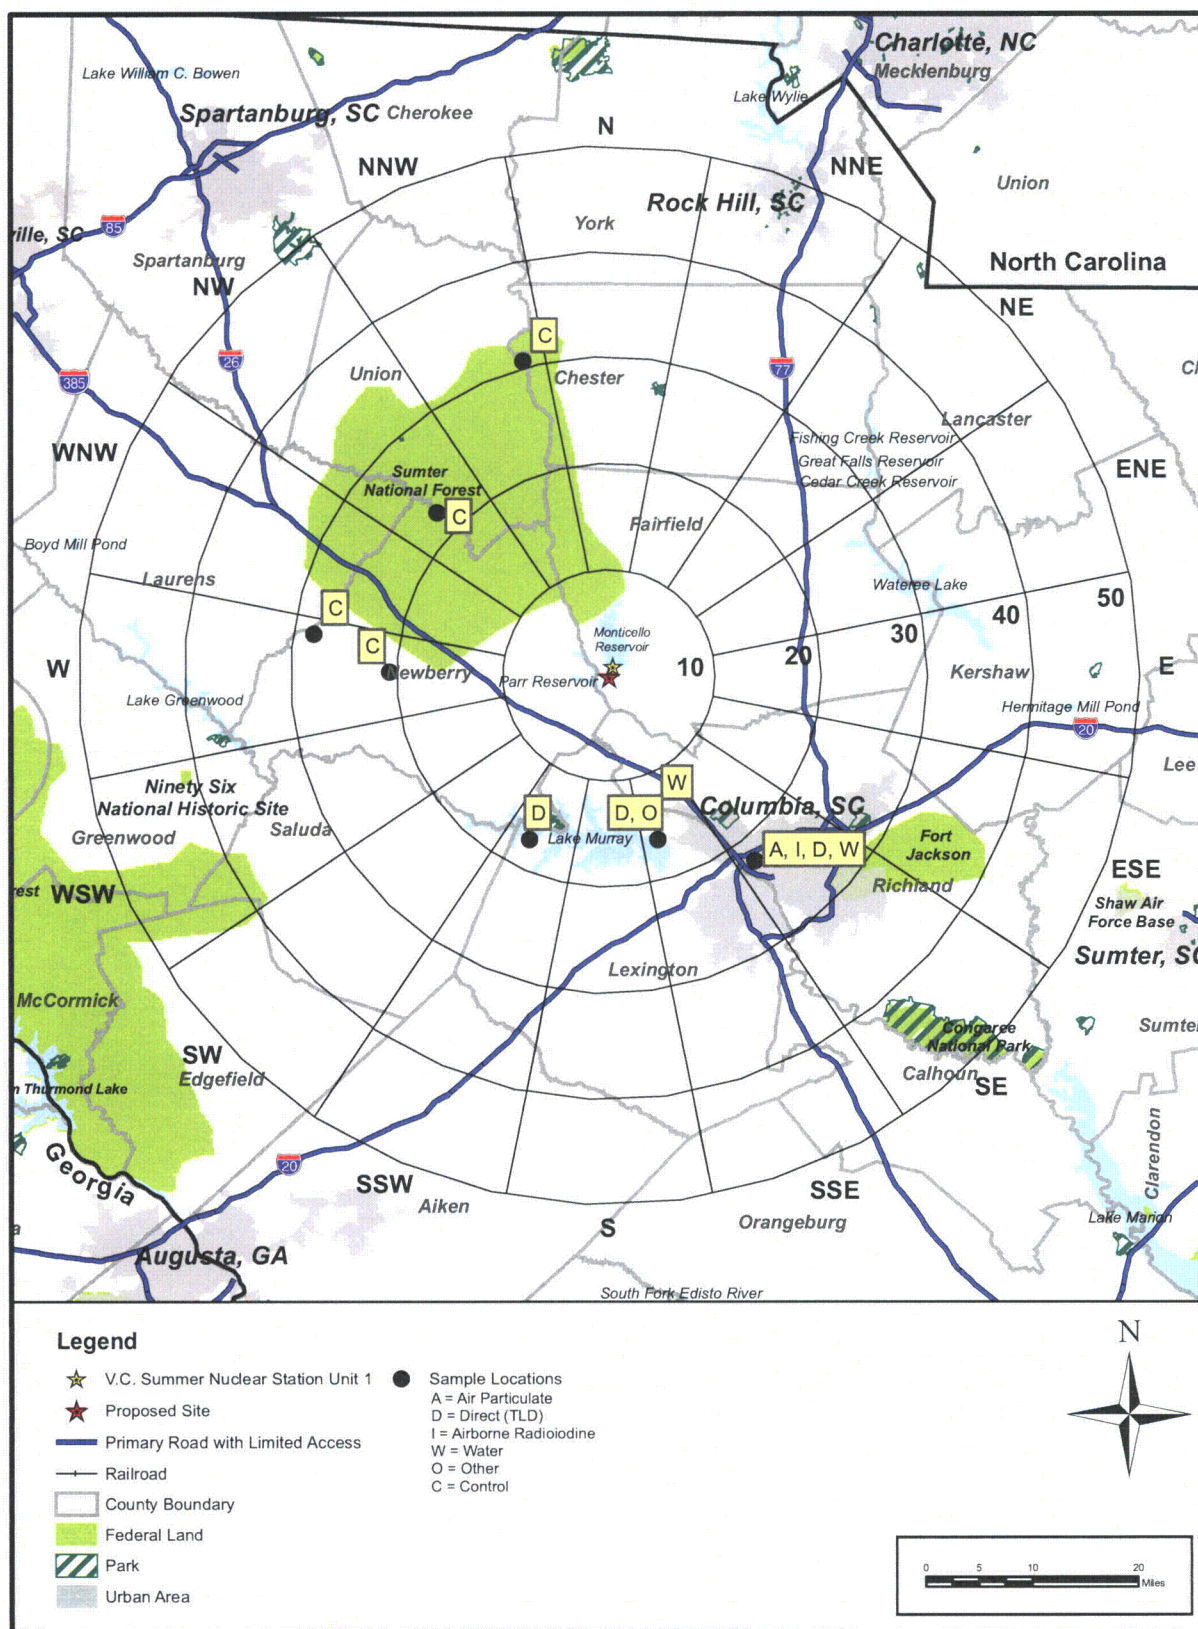 Charlotte, NC
Mecklenburg
Lake William C. Bowen
Lake Wylie
Spartanburg, SC
Cherokee
N
NNW
NNE
Union
Rock Hill, SC
York
85
ville, SC
Spartanburg
NW
North Carolina
NE
C
26
77
385
Union
Chester
Lancaster
WNW
Fishing Creek Reservoir
Great Falls Reservoir
Cedar Creek Reservoir
ENE
Sumter
National Forest
C
Fairfield
Boyd Mill Pond
Laurens
Wateree Lake
50
40
30
20
10
C
C
Monticello
Reservoir
W
Newberry
Parr Reservoir
Kershaw
E
Lake Greenwood
Hermitage Mill Pond
20
Lee
Ninety Six
National Historic Site
W
D
D, O
Columbia, SC
Greenwood
Saluda
Lake Murray
A, I, D, W
Fort
Jackson
rest
WSW
Richland
ESE
Shaw Air
Force Base
Sumter, SC
Lexington
McCormick
Congaree
National Park
Sumter
SW
Edgefield
Calhoun
SE
m Thurmond Lake
Georgia
20
Clarendon
SSW
Aiken
SSE
S
Orangeburg
Lake Marion
a
Augusta, GA
South Fork Edisto River
Legend
V.C. Summer Nuclear Station Unit 1
Proposed Site
Primary Road with Limited Access
Railroad
County Boundary
Federal Land
Park
Urban Area
Sample Locations
A = Air Particulate
D = Direct (TLD)
I = Airborne Radioiodine
W = Water
O = Other
C = Control
N
0 5 10 20
Miles